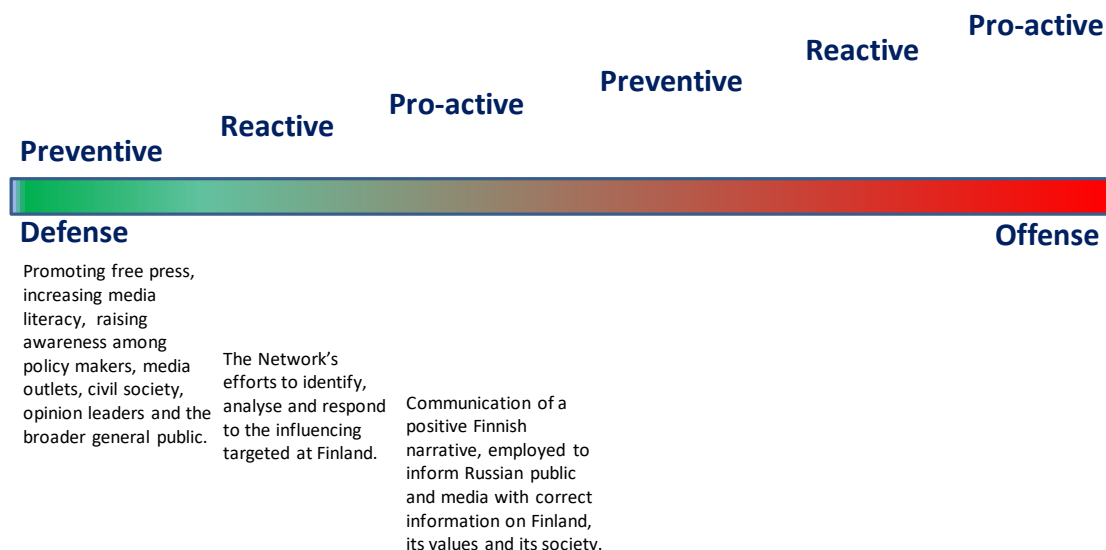 Pro-active
Reactive
Preventive
Pro-active
Reactive
Preventive
Defense
Offense
Promoting free press,
increasing media
literacy, raising
awareness among
policy makers, media
outlets, civil society,
opinion leaders and the
broader general public.
The Network’s
efforts to identify,
analyse and respond
to the influencing
targeted at Finland.
Communication of a
positive Finnish
narrative, employed to
inform Russian public
and media with correct
information on Finland,
its values and its society.